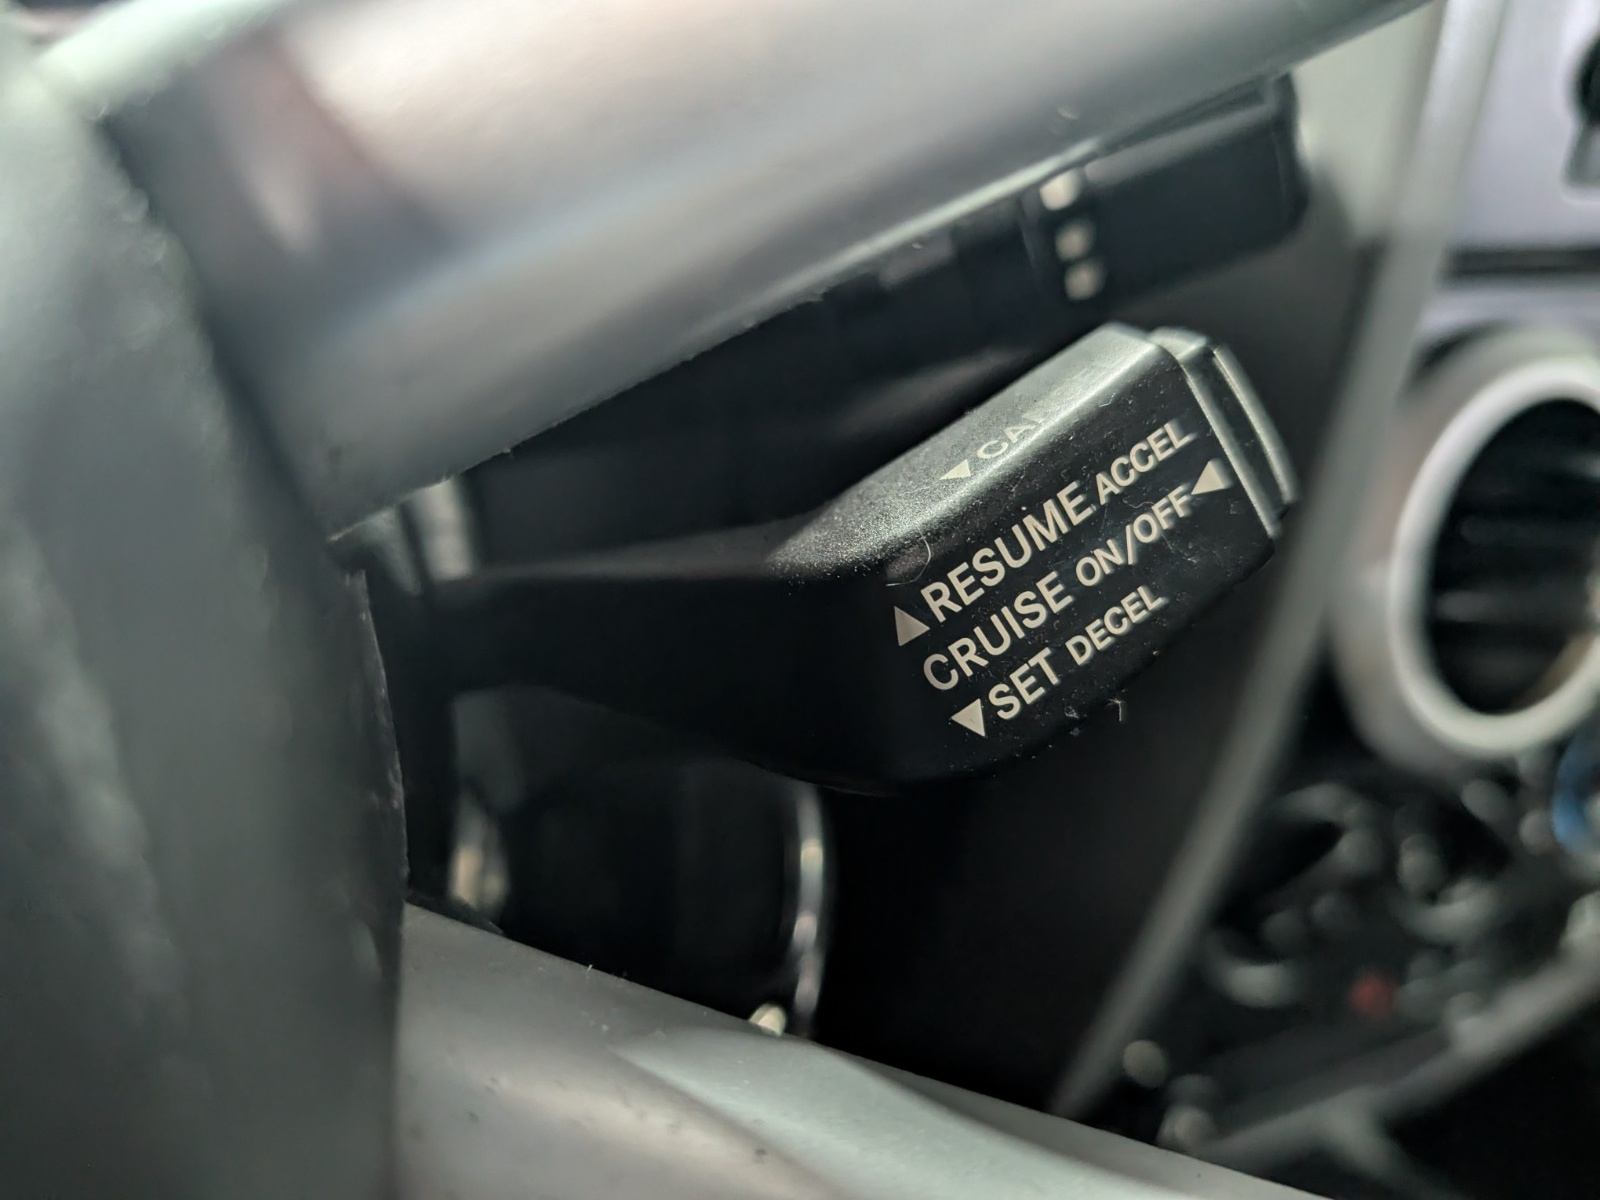 ▲RESUME ACCEL
CRUISE ON/OFF◀
▼SET DECEL